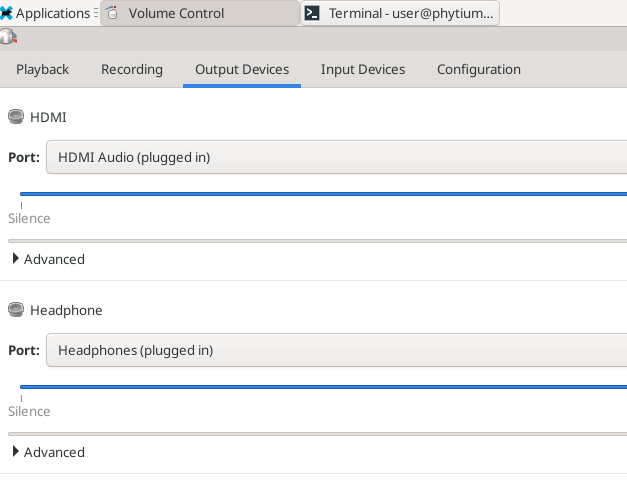 Applications Volume Control Terminal - user@phytium...
Playback Recording Output Devices Input Devices Configuration
HDMI
Port: HDMI Audio (plugged in)
Silence
Advanced
Headphone
Port: Headphones (plugged in)
Silence
Advanced